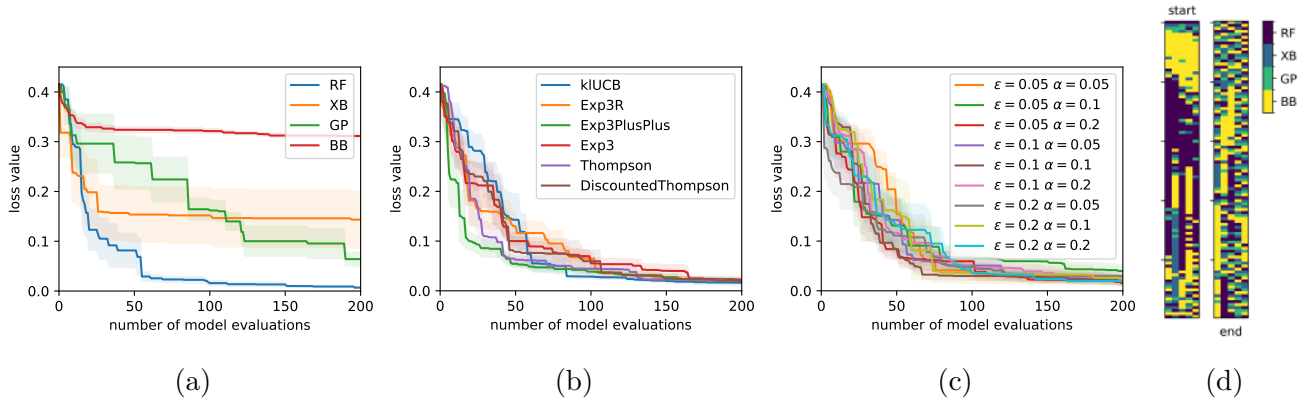 0.4
0.3
0.2
0.1
0.0
loss value
0 50 100 150 200
number of model evaluations
RF
XB
GP
BB
(a)
0.4
0.3
0.2
0.1
0.0
loss value
0 50 100 150 200
number of model evaluations
klUCB
Exp3R
Exp3PlusPlus
Exp3
Thompson
DiscountedThompson
(b)
0.4
0.3
0.2
0.1
0.0
loss value
0 50 100 150 200
number of model evaluations
ε = 0.05 α = 0.05
ε = 0.05 α = 0.1
ε = 0.05 α = 0.2
ε = 0.1 α = 0.05
ε = 0.1 α = 0.1
ε = 0.1 α = 0.2
ε = 0.2 α = 0.05
ε = 0.2 α = 0.1
ε = 0.2 α = 0.2
(c)
start
RF
XB
GP
BB
end
(d)